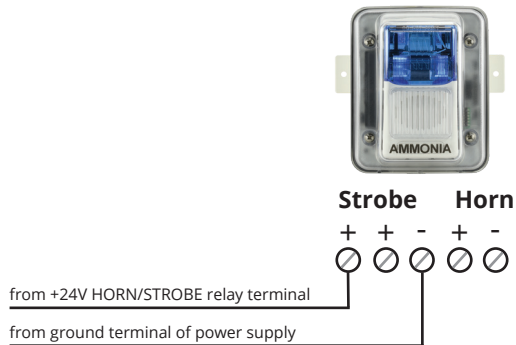 AMMONIA
Strobe Horn
+ + - + -
from +24V HORN/STROBE relay terminal
from ground terminal of power supply